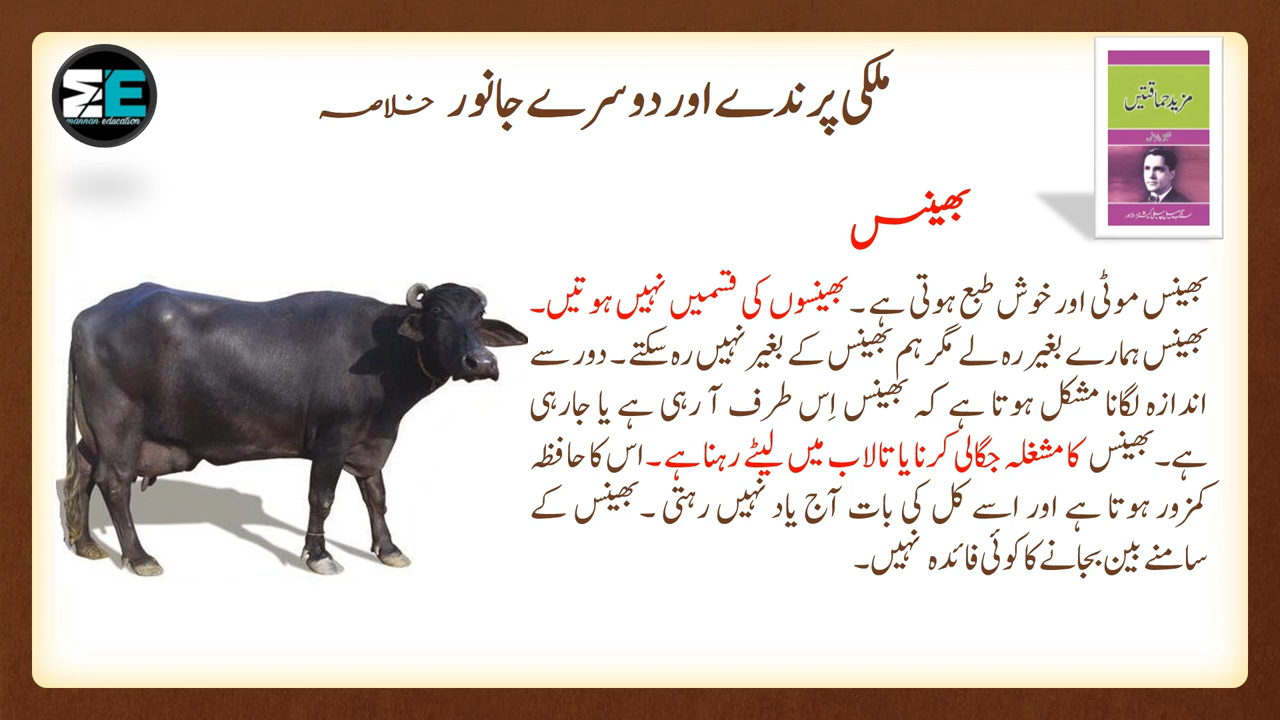 ملکی پرندے اور دوسرے جانور خلاصہ
mannan education
مزید حماقتیں
بھینس
بھینس موٹی اور خوش طبع ہوتی ہے۔ بھینسوں کی قسمیں نہیں ہوتیں۔
بھینس ہمارے بغیر رہ لے مگر ہم بھینس کے بغیر نہیں رہ سکتے۔ دور سے
اندازہ لگانا مشکل ہوتا ہے کہ بھینس اِس طرف آ رہی ہے یا جارہی
ہے۔ بھینس کا مشغلہ جگالی کرنا یا تالاب میں لیٹے رہنا ہے۔ اس کا حافظہ
کمزور ہوتا ہے اور اسے کل کی بات آج یاد نہیں رہتی ۔ بھینس کے
سامنے بین بجانے کا کوئی فائدہ نہیں۔